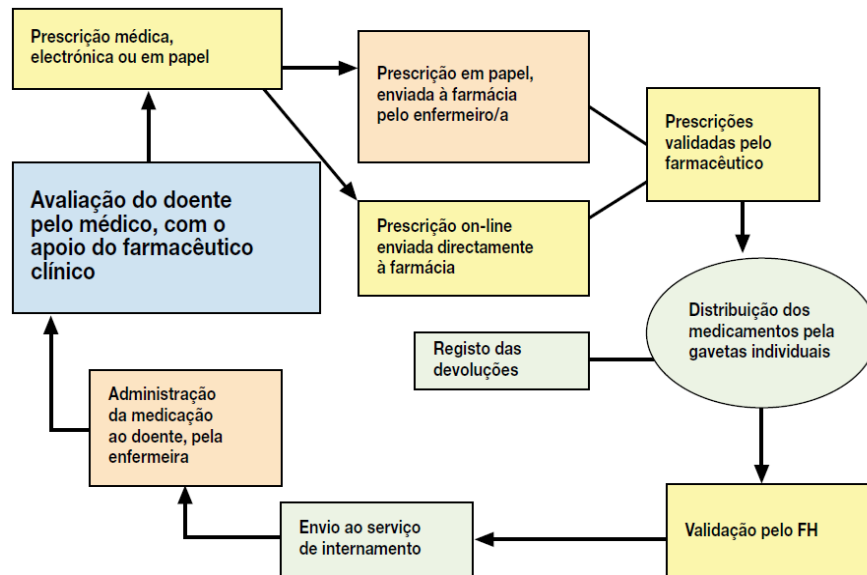 Prescrição médica,
electrónica ou em papel
Prescrição em papel,
enviada à farmácia
pelo enfermeiro/a
Prescrições
validadas pelo
farmacêutico
Avaliação do doente
pelo médico, com o
apoio do farmacêutico
clínico
Prescrição on-line
enviada directamente
à farmácia
Distribuição dos
medicamentos pela
gavetas individuais
Registo das
devoluções
Administração
da medicação
ao doente, pela
enfermeira
Envio ao serviço
de internamento
Validação pelo FH